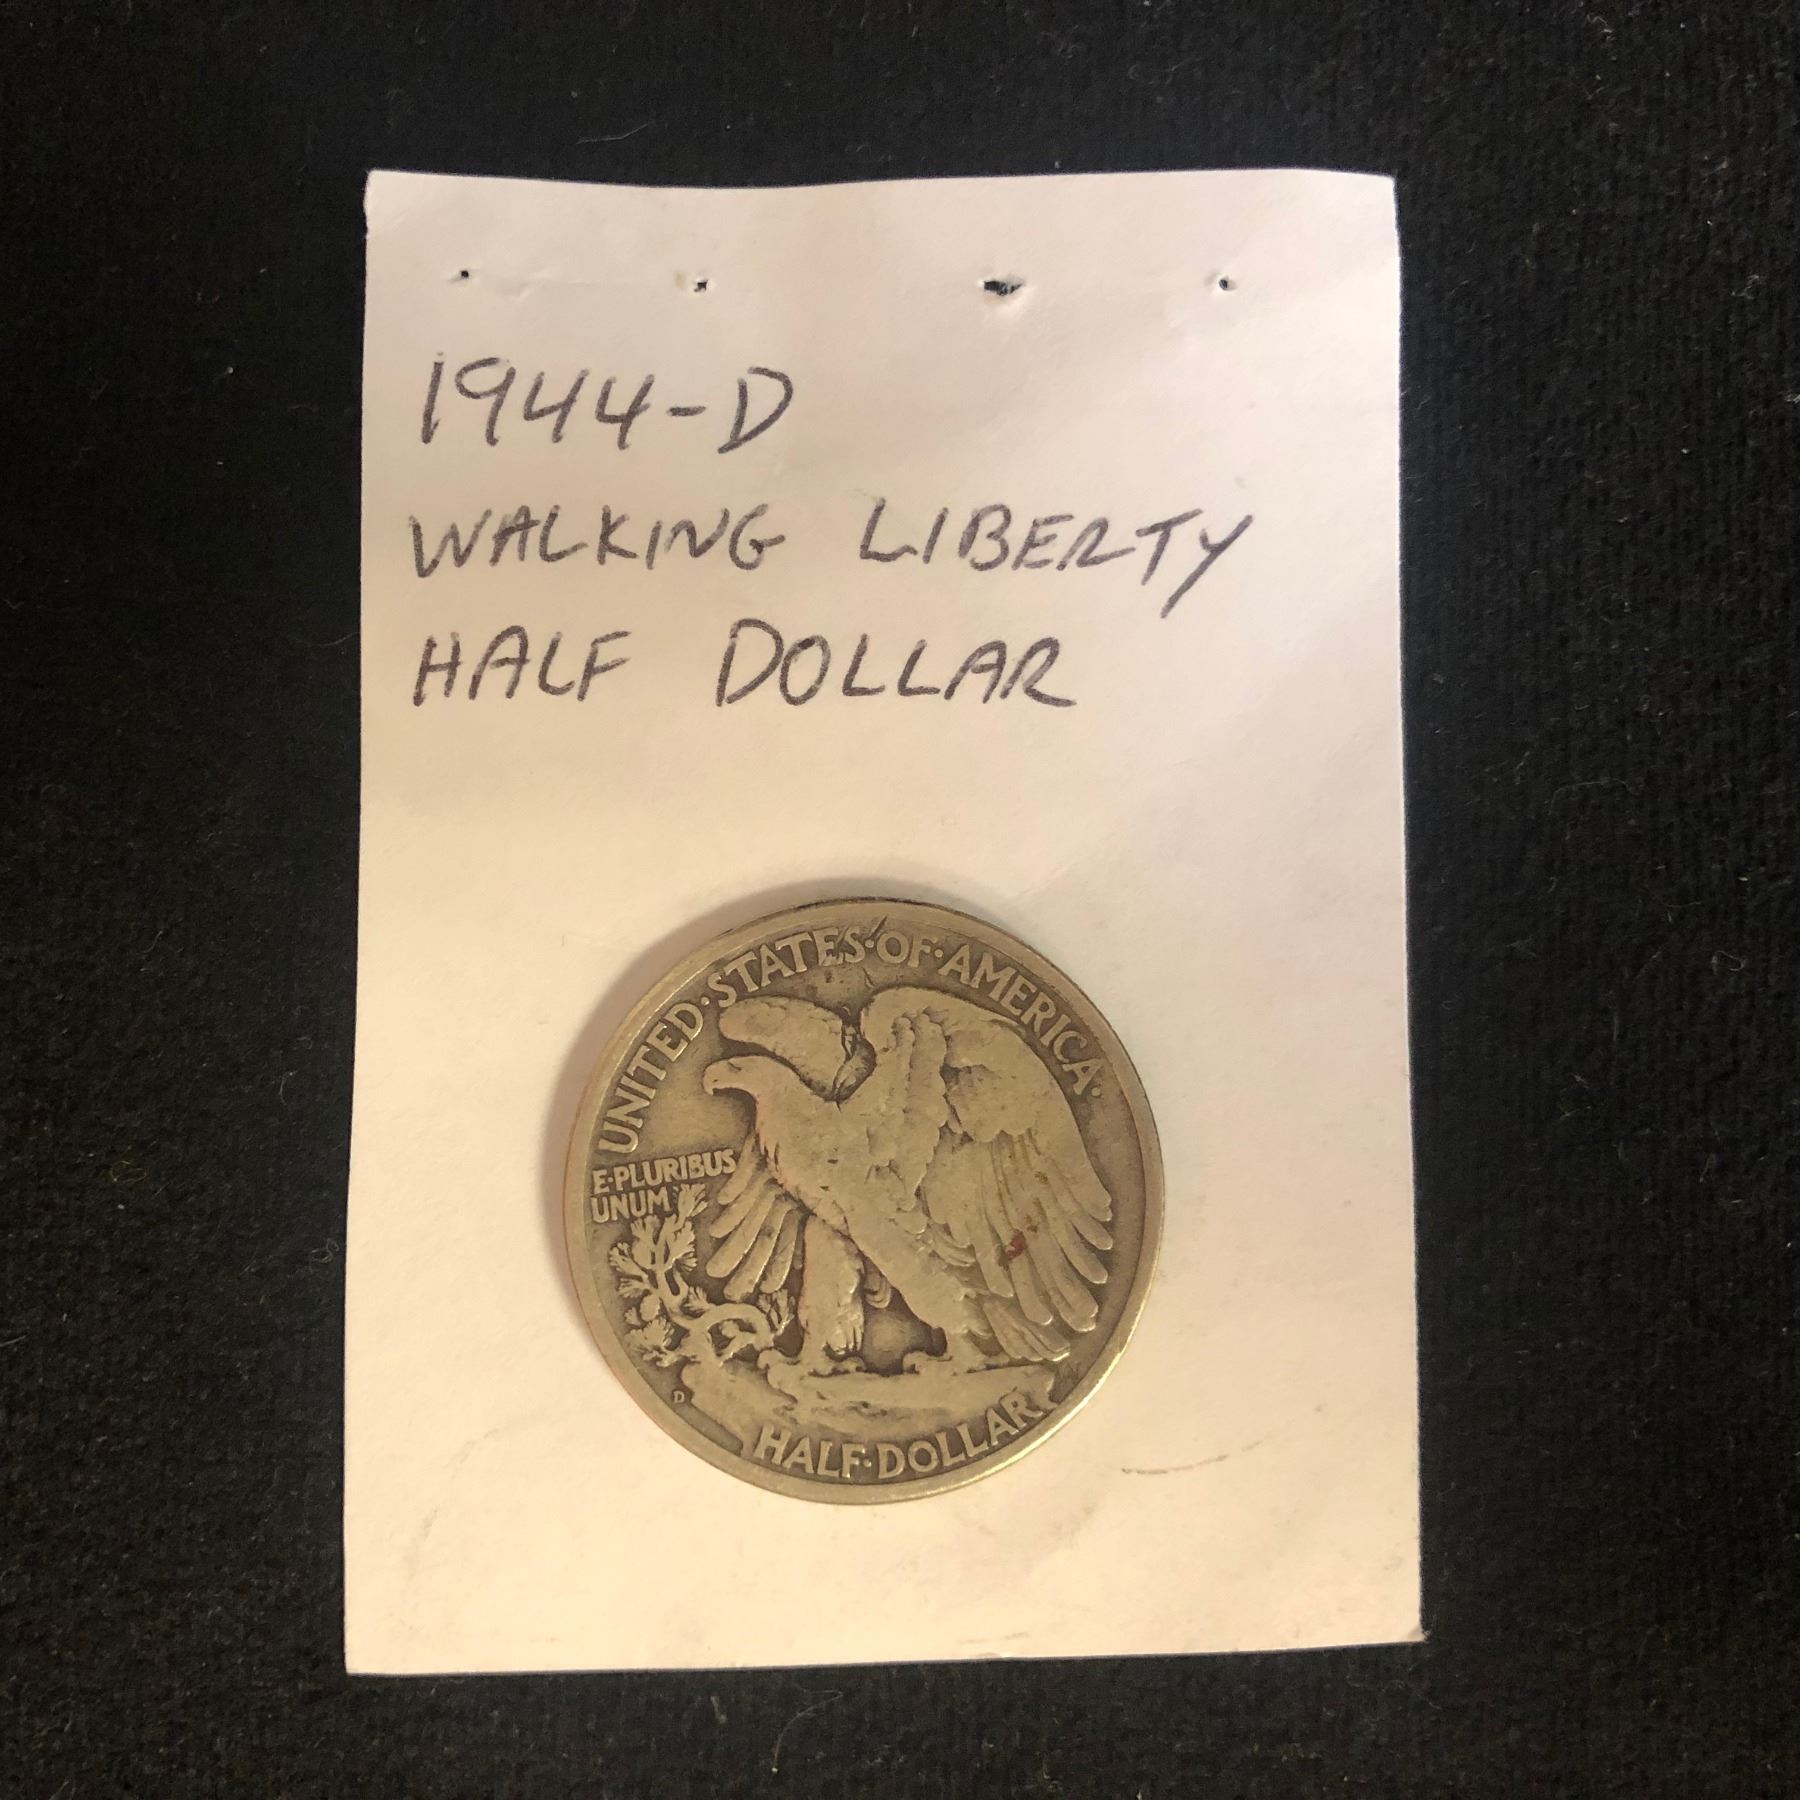 1944-D
WALKING LIBERTY
HALF DOLLAR
UNITED·STATES·OF·AMERICA·
E·PLURIBUS
UNUM
D
HALF·DOLLAR